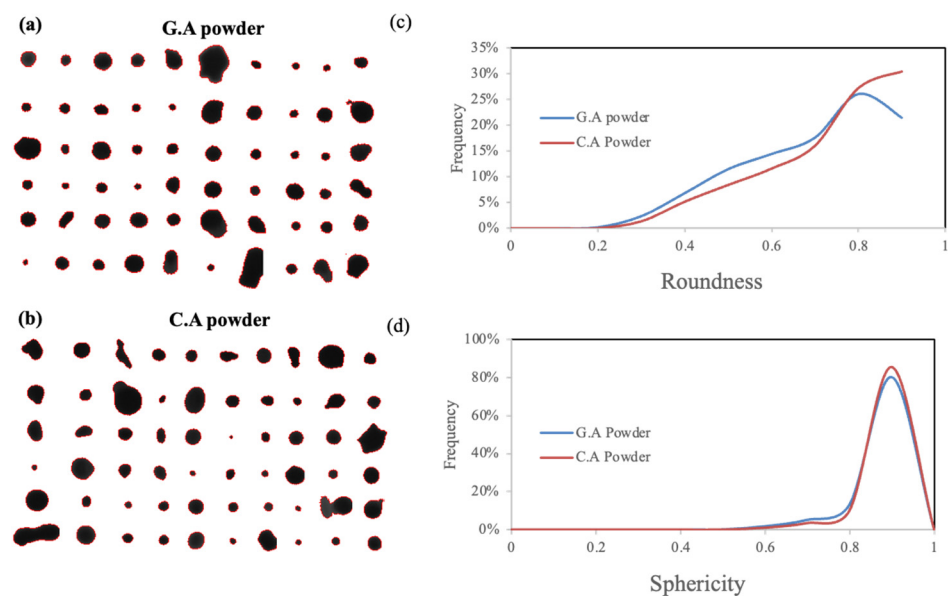 (a)
G.A powder
(b)
C.A powder
(c)
35%
30%
25%
20%
15%
10%
5%
0%
Frequency
G.A powder
C.A Powder
0
0.2
0.4
0.6
0.8
1
Roundness
(d)
100%
80%
60%
40%
20%
0%
Frequency
G.A Powder
C.A Powder
0
0.2
0.4
0.6
0.8
1
Sphericity